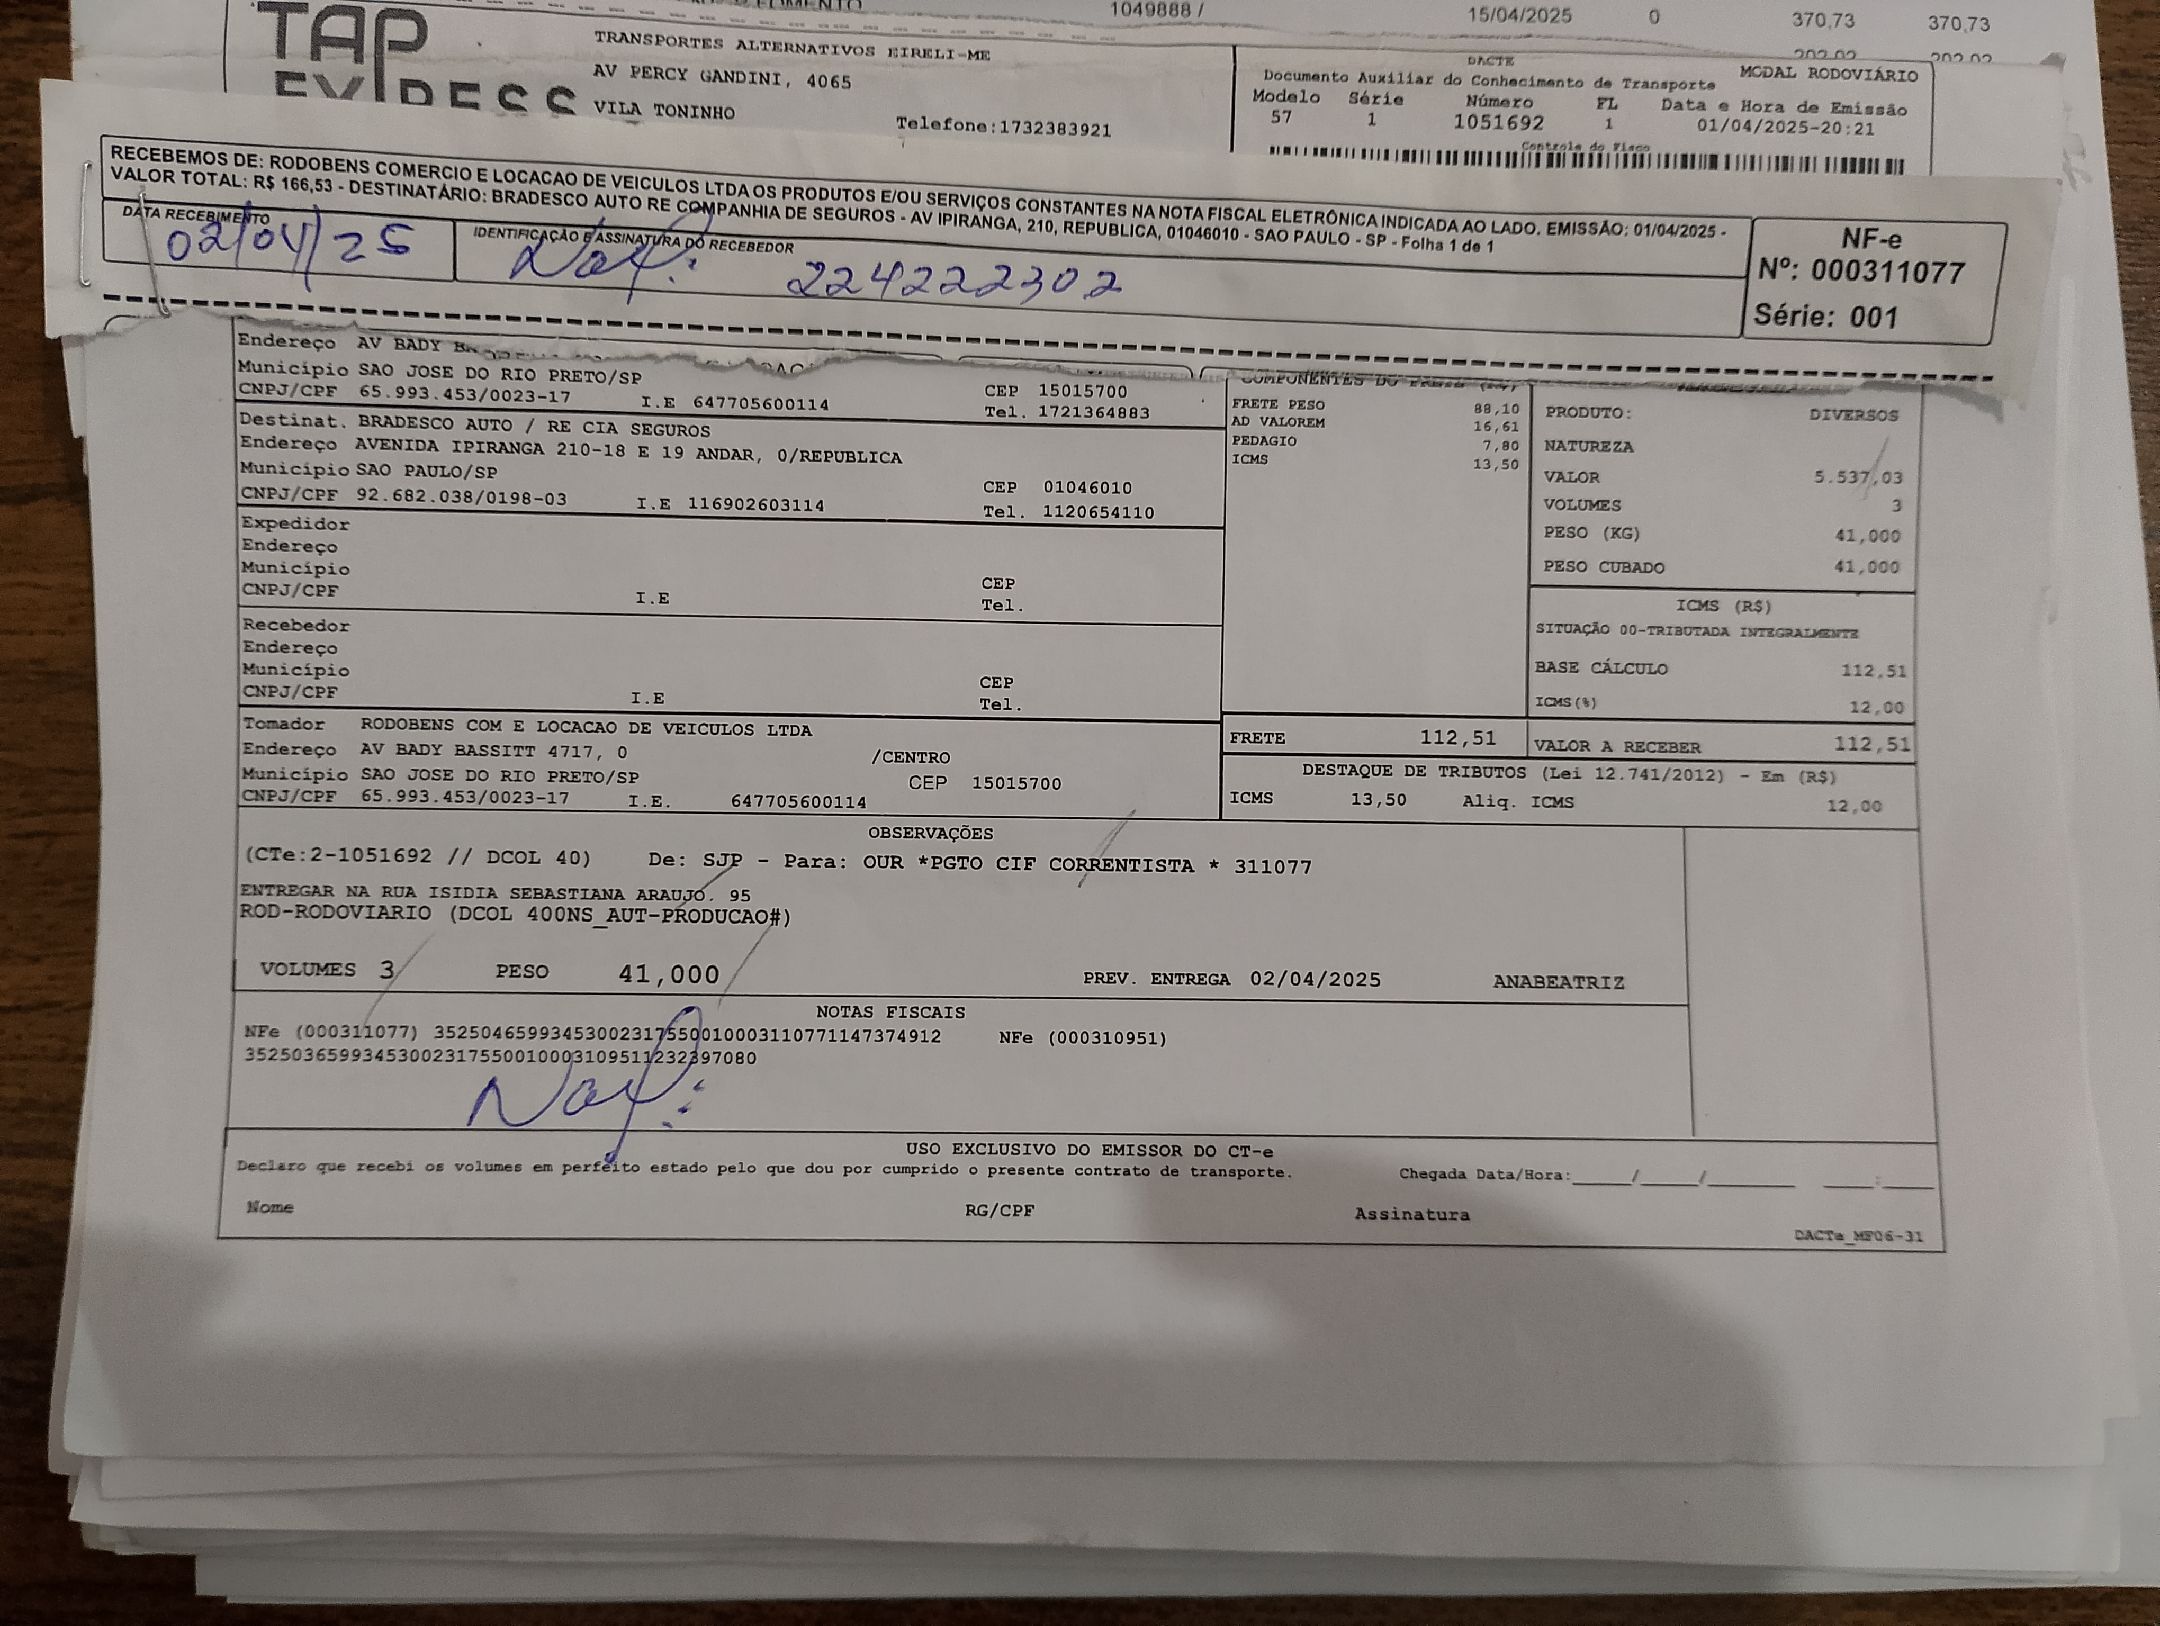 1049888 / 15/04/2025 0 370,73 370,73
TAP
EXPRESS
TRANSPORTES ALTERNATIVOS EIRELI-ME
AV PERCY GANDINI, 4065
VILA TONINHO
Telefone:1732383921
DACTE
MODAL RODOVIÁRIO
Documento Auxiliar do Conhecimento de Transporte
Modelo Série Número FL Data e Hora de Emissão
57 1 1051692 1 01/04/2025-20:21
Controle do Fisco
RECEBEMOS DE: RODOBENS COMERCIO E LOCACAO DE VEICULOS LTDA OS PRODUTOS E/OU SERVIÇOS CONSTANTES NA NOTA FISCAL ELETRÔNICA INDICADA AO LADO. EMISSÃO: 01/04/2025 -
VALOR TOTAL: R$ 166,53 - DESTINATÁRIO: BRADESCO AUTO RE COMPANHIA DE SEGUROS - AV IPIRANGA, 210, REPUBLICA, 01046010 - SAO PAULO - SP - Folha 1 de 1
DATA RECEBIMENTO
02/04/25
IDENTIFICAÇÃO E ASSINATURA DO RECEBEDOR
224222302
NF-e
Nº: 000311077
Série: 001
Endereço AV BADY
Município SAO JOSE DO RIO PRETO/SP CEP 15015700
CNPJ/CPF 65.993.453/0023-17 I.E 647705600114 Tel. 1721364883
Destinat. BRADESCO AUTO / RE CIA SEGUROS
Endereço AVENIDA IPIRANGA 210-18 E 19 ANDAR, 0/REPUBLICA
Município SAO PAULO/SP CEP 01046010
CNPJ/CPF 92.682.038/0198-03 I.E 116902603114 Tel. 1120654110
Expedidor
Endereço
Município CEP
CNPJ/CPF I.E Tel.
Recebedor
Endereço
Município CEP
CNPJ/CPF I.E Tel.
Tomador RODOBENS COM E LOCACAO DE VEICULOS LTDA
Endereço AV BADY BASSITT 4717, 0 /CENTRO
Município SAO JOSE DO RIO PRETO/SP CEP 15015700
CNPJ/CPF 65.993.453/0023-17 I.E. 647705600114
COMPONENTES DO FRETE (R$)
FRETE PESO 88,10
AD VALOREM 16,61
PEDAGIO 7,80
ICMS 13,50
PRODUTO: DIVERSOS
NATUREZA
VALOR 5.537,03
VOLUMES 3
PESO (KG) 41,000
PESO CUBADO 41,000
ICMS (R$)
SITUAÇÃO 00-TRIBUTADA INTEGRALMENTE
BASE CÁLCULO 112,51
ICMS(%) 12,00
FRETE 112,51 VALOR A RECEBER 112,51
DESTAQUE DE TRIBUTOS (Lei 12.741/2012) - Em (R$)
ICMS 13,50 Aliq. ICMS 12,00
OBSERVAÇÕES
(CTe:2-1051692 // DCOL 40) De: SJP - Para: OUR *PGTO CIF CORRENTISTA * 311077
ENTREGAR NA RUA ISIDIA SEBASTIANA ARAUJO. 95
ROD-RODOVIARIO (DCOL 400NS_AUT-PRODUCAO#)
VOLUMES 3 PESO 41,000 PREV. ENTREGA 02/04/2025 ANABEATRIZ
NOTAS FISCAIS
NFe (000311077) 35250465993453002317550010003110771147374912 NFe (000310951)
35250365993453002317550010003109511232397080
USO EXCLUSIVO DO EMISSOR DO CT-e
Declaro que recebi os volumes em perfeito estado pelo que dou por cumprido o presente contrato de transporte. Chegada Data/Hora:_____/_____/________ ____:____
Nome RG/CPF Assinatura
DACTe_MF06-31